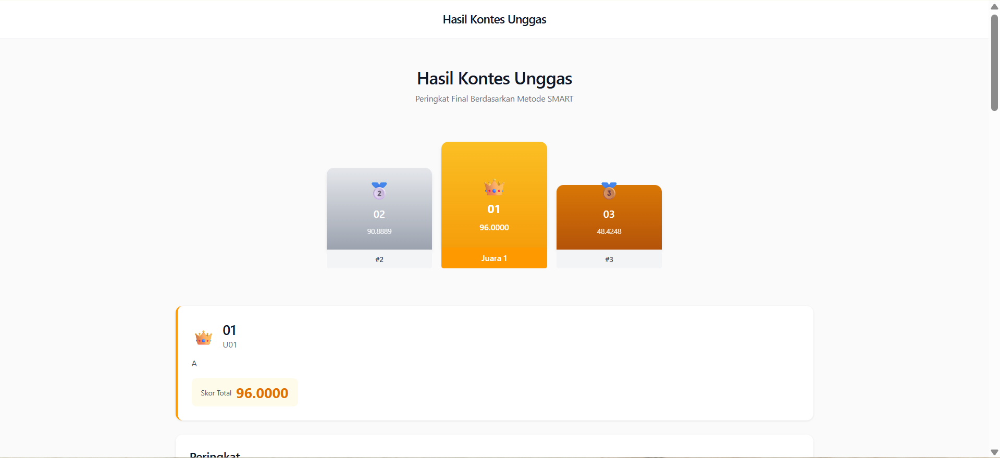 Hasil Kontes Unggas
Hasil Kontes Unggas
Peringkat Final Berdasarkan Metode SMART
2
02
90.8889
#2
01
96.0000
Juara 1
3
03
48.4248
#3
01
U01
A
Skor Total 96.0000
Peringkat